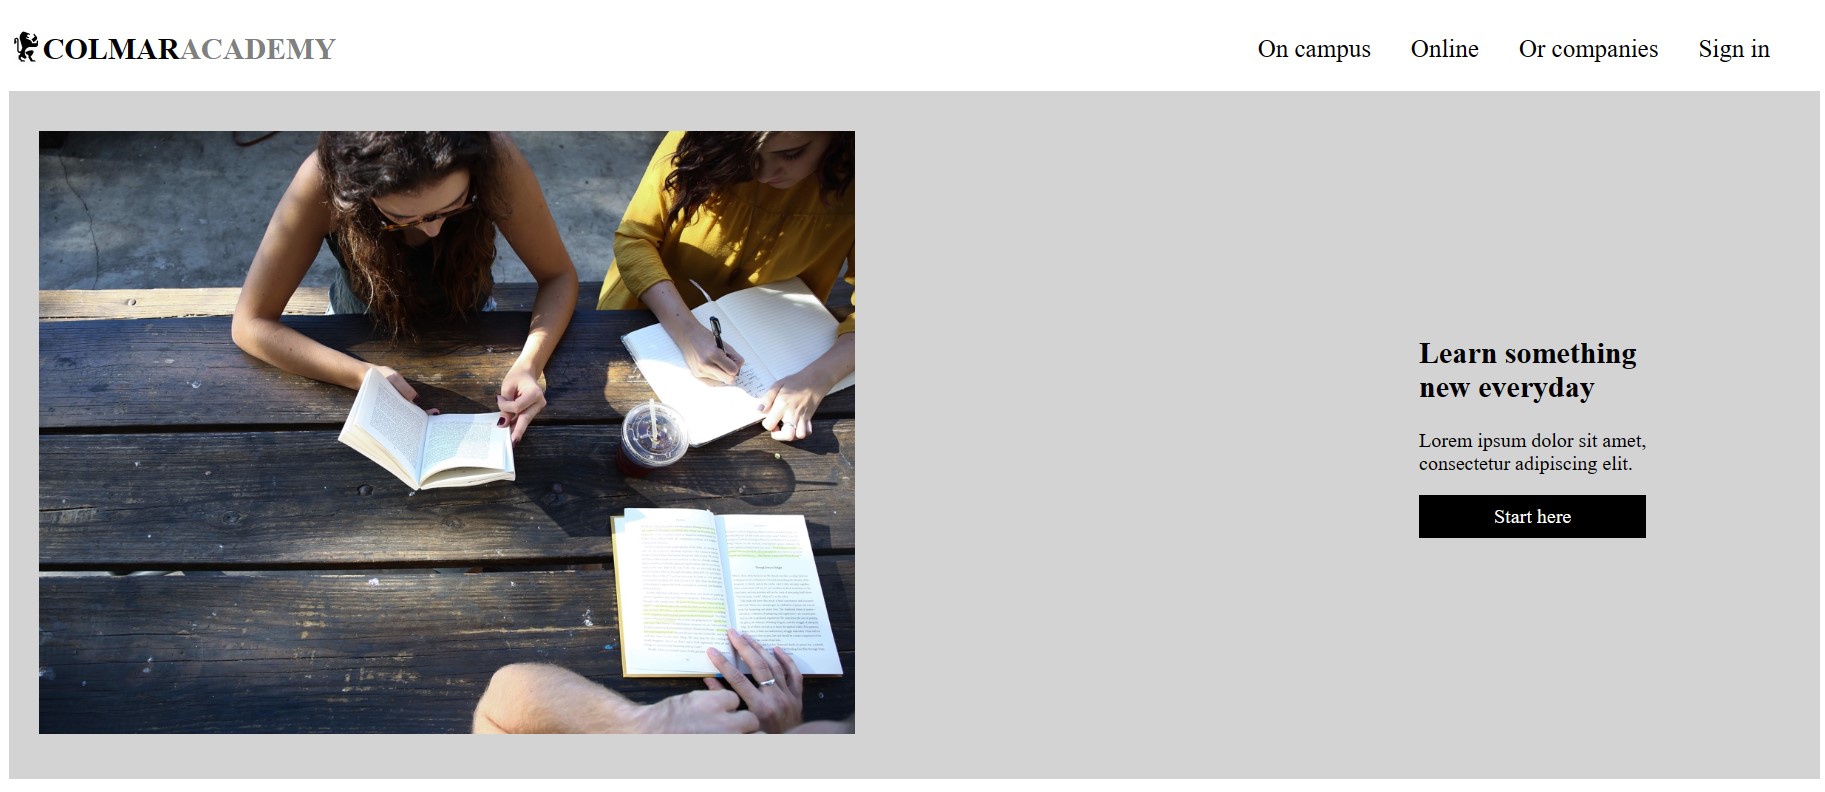 COLMARACADEMY
On campus Online Or companies Sign in
Learn something
new everyday
Lorem ipsum dolor sit amet,
consectetur adipiscing elit.
Start here